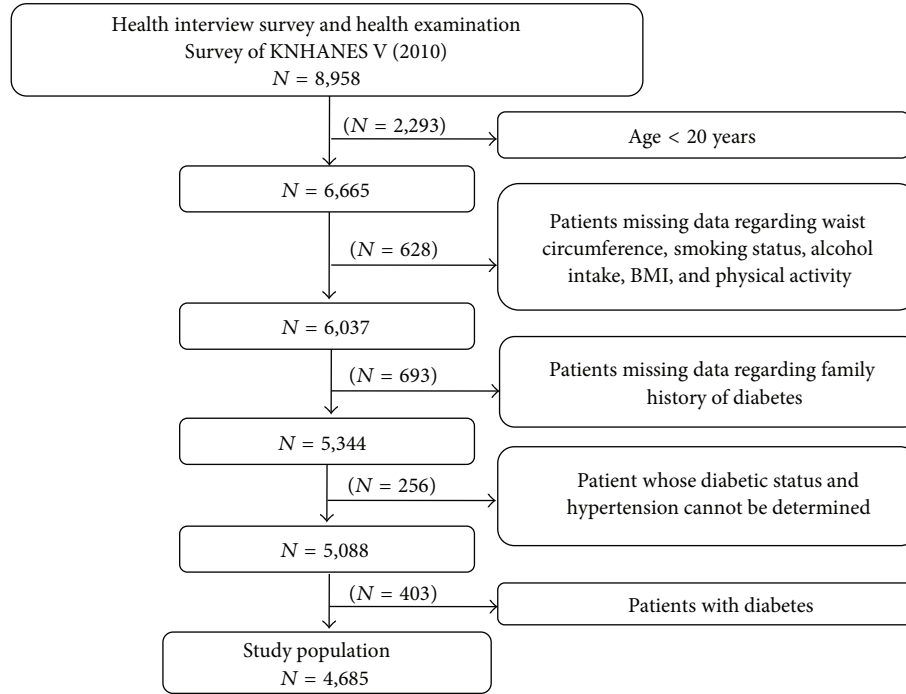 Health interview survey and health examination
Survey of KNHANES V (2010)
N = 8,958
(N = 2,293)
Age < 20 years
N = 6,665
(N = 628)
Patients missing data regarding waist
circumference, smoking status, alcohol
intake, BMI, and physical activity
N = 6,037
(N = 693)
Patients missing data regarding family
history of diabetes
N = 5,344
(N = 256)
Patient whose diabetic status and
hypertension cannot be determined
N = 5,088
(N = 403)
Patients with diabetes
Study population
N = 4,685